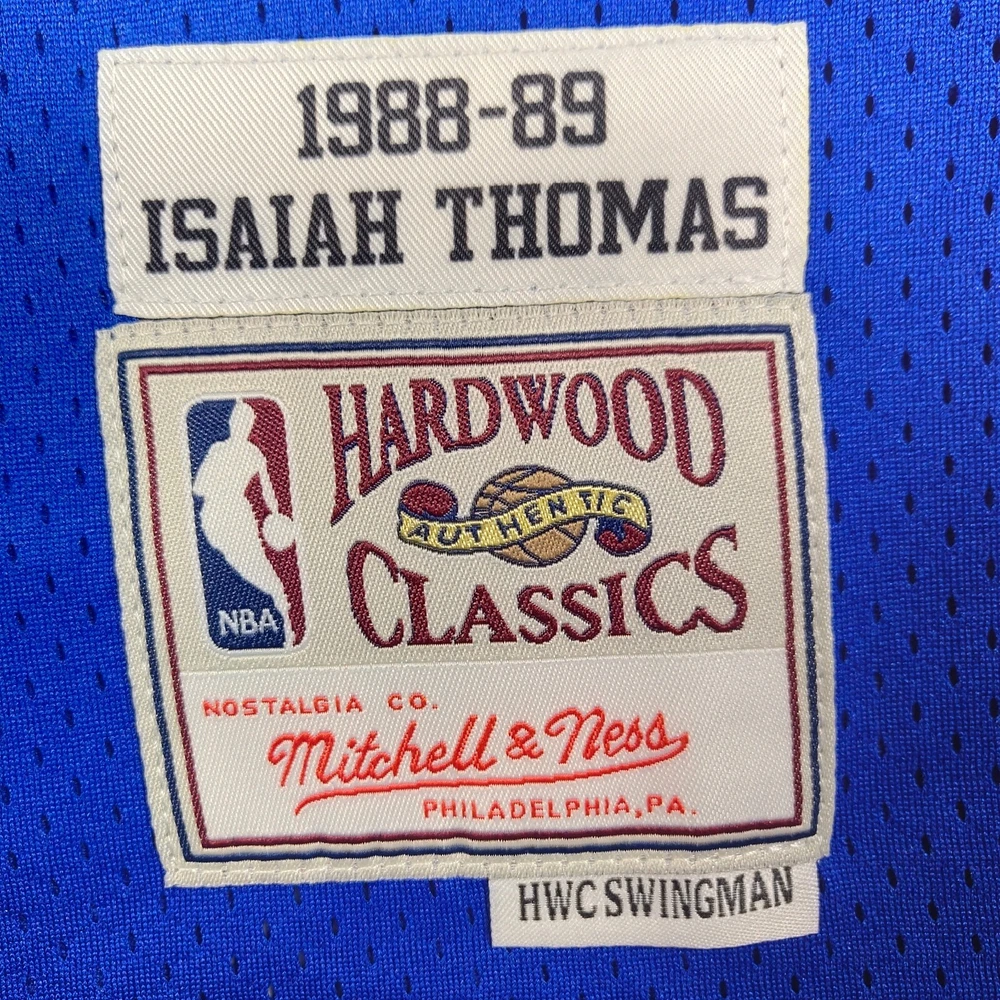 1988-89
ISAIAH THOMAS
HARDWOOD
AUTHENTIC
CLASSICS
NBA
NOSTALGIA CO.
Mitchell & Ness
PHILADELPHIA, PA.
HWC SWINGMAN